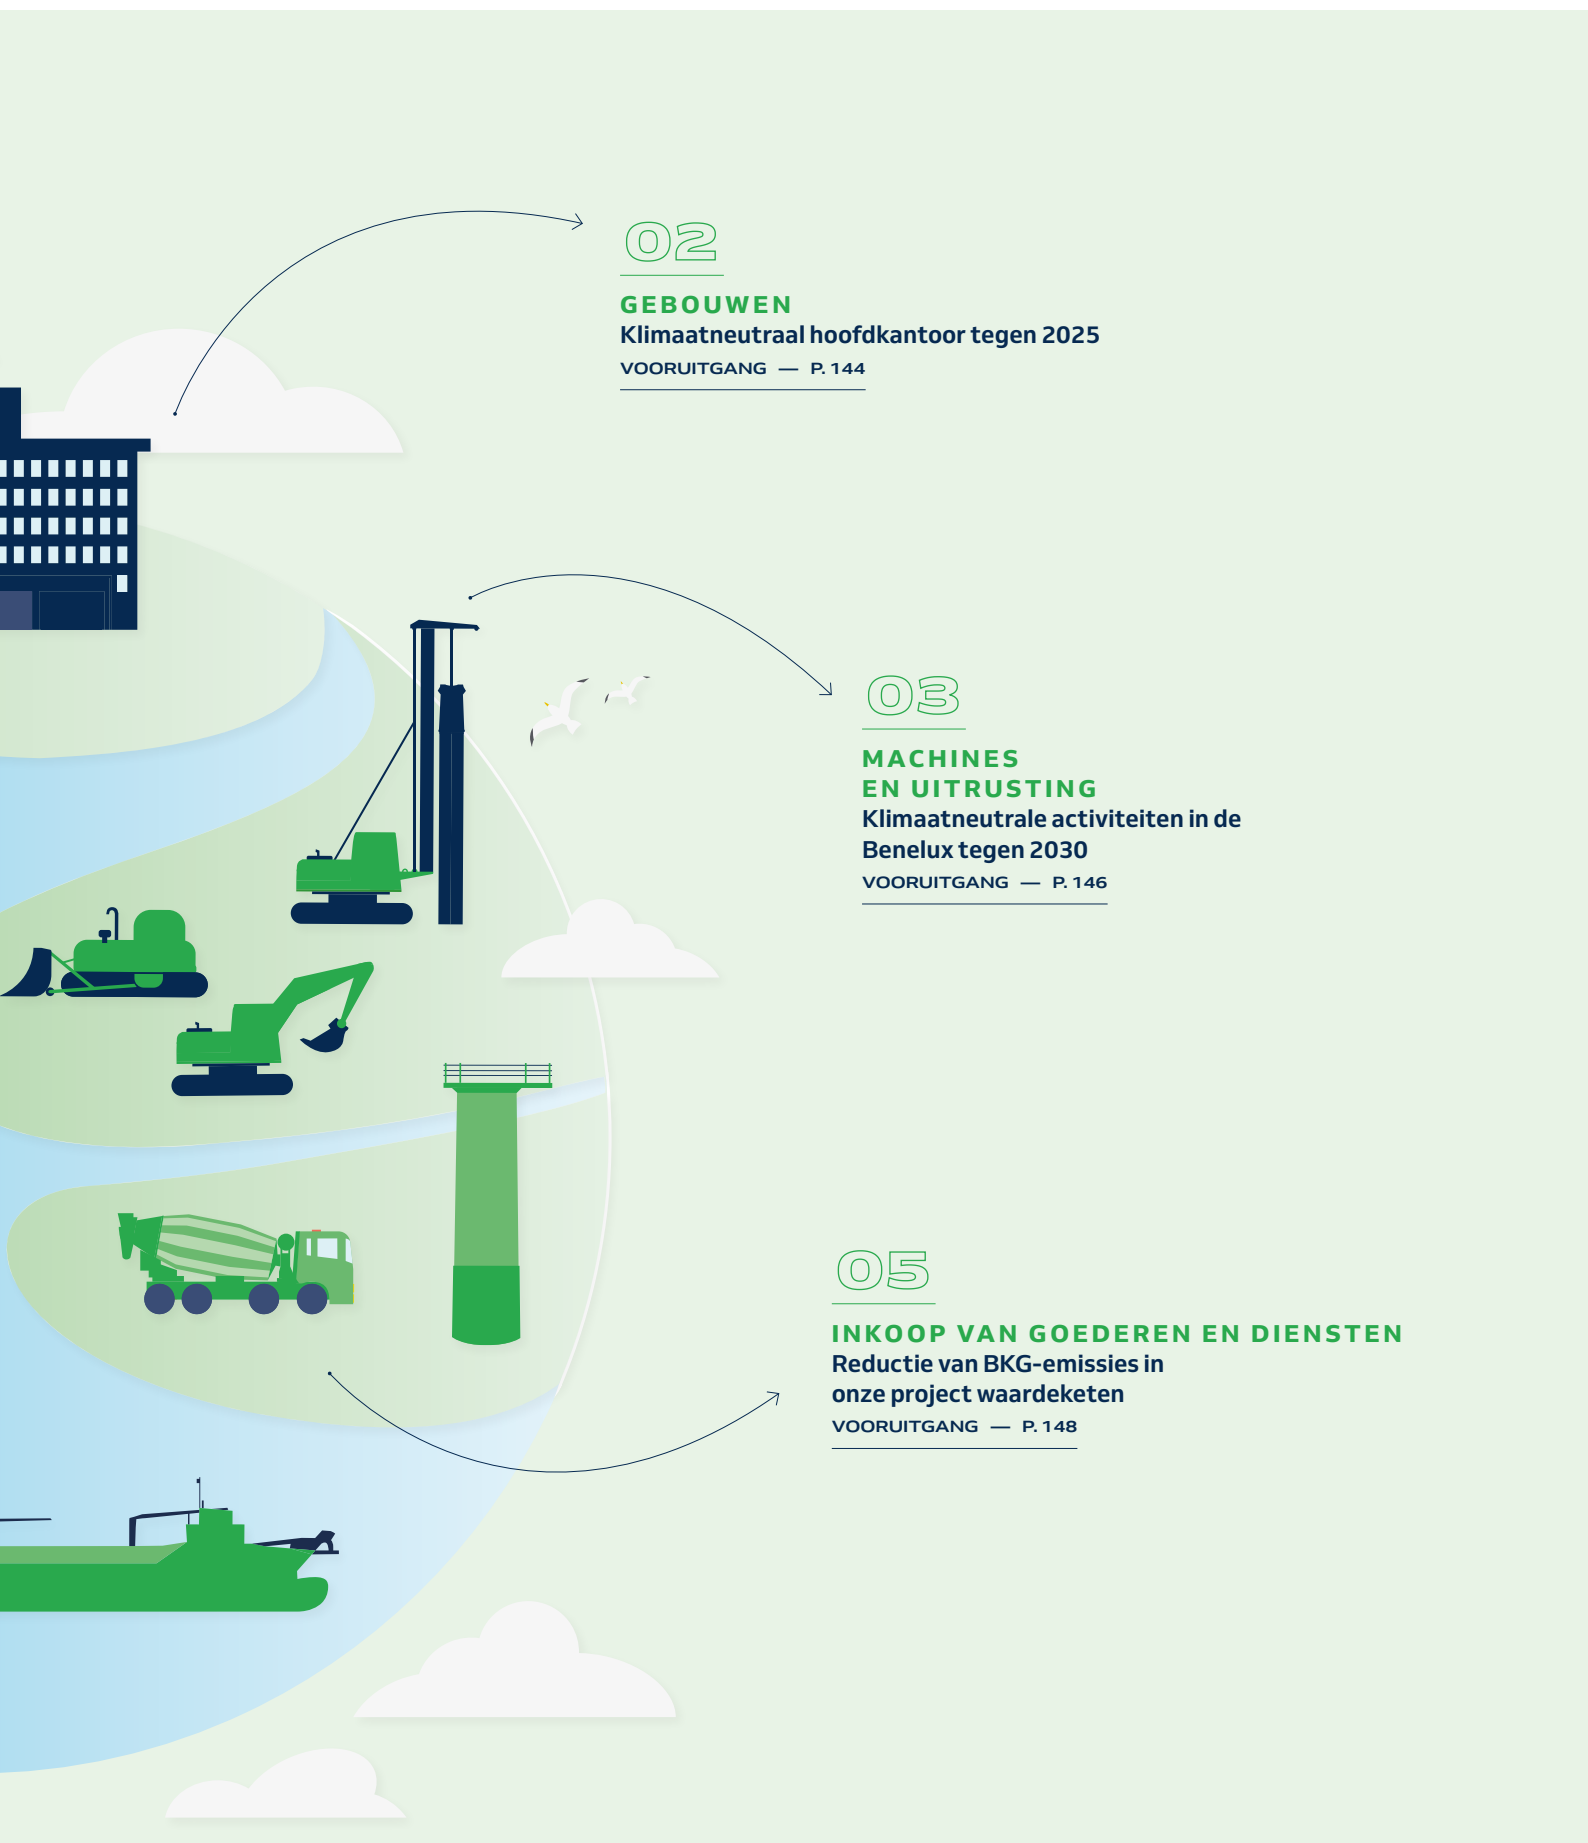 02
GEBOUWEN
Klimaatneutraal hoofdkantoor tegen 2025
VOORUITGANG — P. 144
03
MACHINES
EN UITRUSTING
Klimaatneutrale activiteiten in de
Benelux tegen 2030
VOORUITGANG — P. 146
05
INKOOP VAN GOEDEREN EN DIENSTEN
Reductie van BKG-emissies in
onze project waardeketen
VOORUITGANG — P. 148